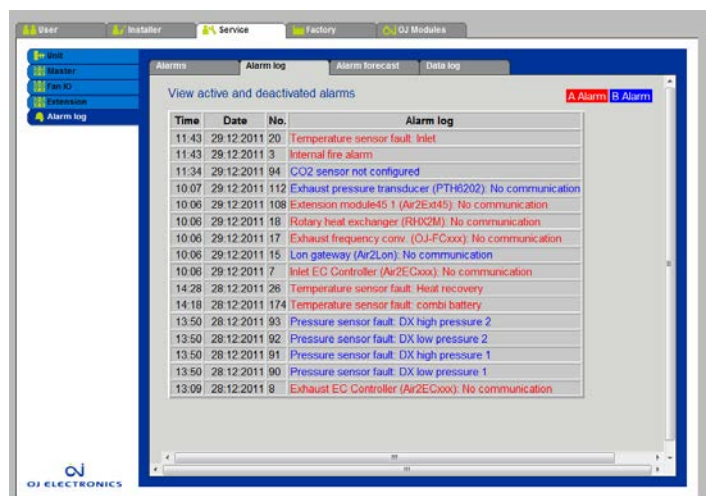 User Installer Service Factory OJ Modules
Unit
Master
Fan IO
Extension
Alarm log
Alarms Alarm log Alarm forecast Data log
View active and deactivated alarms
A Alarm B Alarm
Time Date No. Alarm log
11:43 29.12.2011 20 Temperature sensor fault: Inlet
11:43 29.12.2011 3 Internal fire alarm
11:34 29.12.2011 94 CO2 sensor not configured
10:07 29.12.2011 112 Exhaust pressure transducer (PTH6202): No communication
10:06 29.12.2011 108 Extension module45 1 (Air2Ext45): No communication
10:06 29.12.2011 18 Rotary heat exchanger (RHX2M): No communication
10:06 29.12.2011 17 Exhaust frequency conv. (OJ-FCxxx): No communication
10:06 29.12.2011 15 Lon gateway (Air2Lon): No communication
10:06 29.12.2011 7 Inlet EC Controller (Air2ECxxx): No communication
14:28 28.12.2011 26 Temperature sensor fault: Heat recovery
14:18 28.12.2011 174 Temperature sensor fault: combi battery
13:50 28.12.2011 93 Pressure sensor fault: DX high pressure 2
13:50 28.12.2011 92 Pressure sensor fault: DX low pressure 2
13:50 28.12.2011 91 Pressure sensor fault: DX high pressure 1
13:50 28.12.2011 90 Pressure sensor fault: DX low pressure 1
13:09 28.12.2011 8 Exhaust EC Controller (Air2ECxxx): No communication
OJ ELECTRONICS